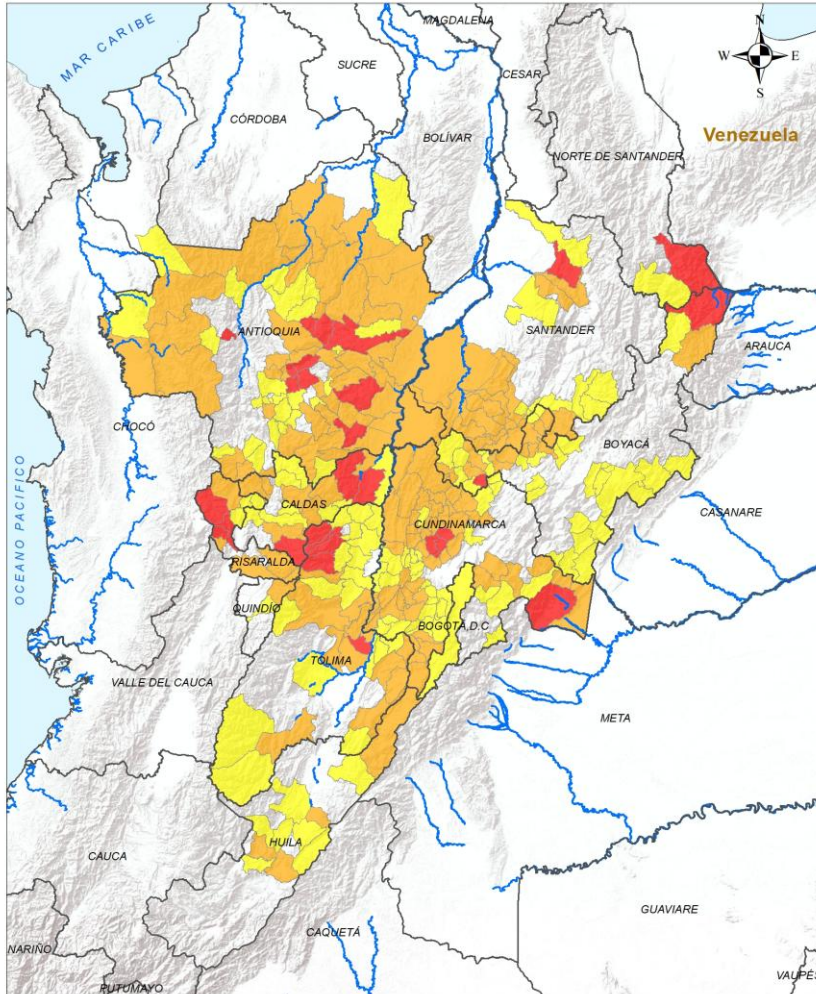 MAGDALENA
N
MAR CARIBE
W
E
SUCRE
CESAR
S
CÓRDOBA
BOLÍVAR
Venezuela
NORTE DE SANTANDER
ANTIOQUIA
SANTANDER
ARAUCA
CHOCÓ
BOYACÁ
CALDAS
CASANARE
CUNDINAMARCA
OCEANO PACIFICO
RISARALDA
QUINDÍO
BOGOTÁ, D.C
TOLIMA
VALLE DEL CAUCA
META
HUILA
CAUCA
GUAVIARE
CAQUETÁ
NARIÑO
VAUPÉS
PUTUMAYO